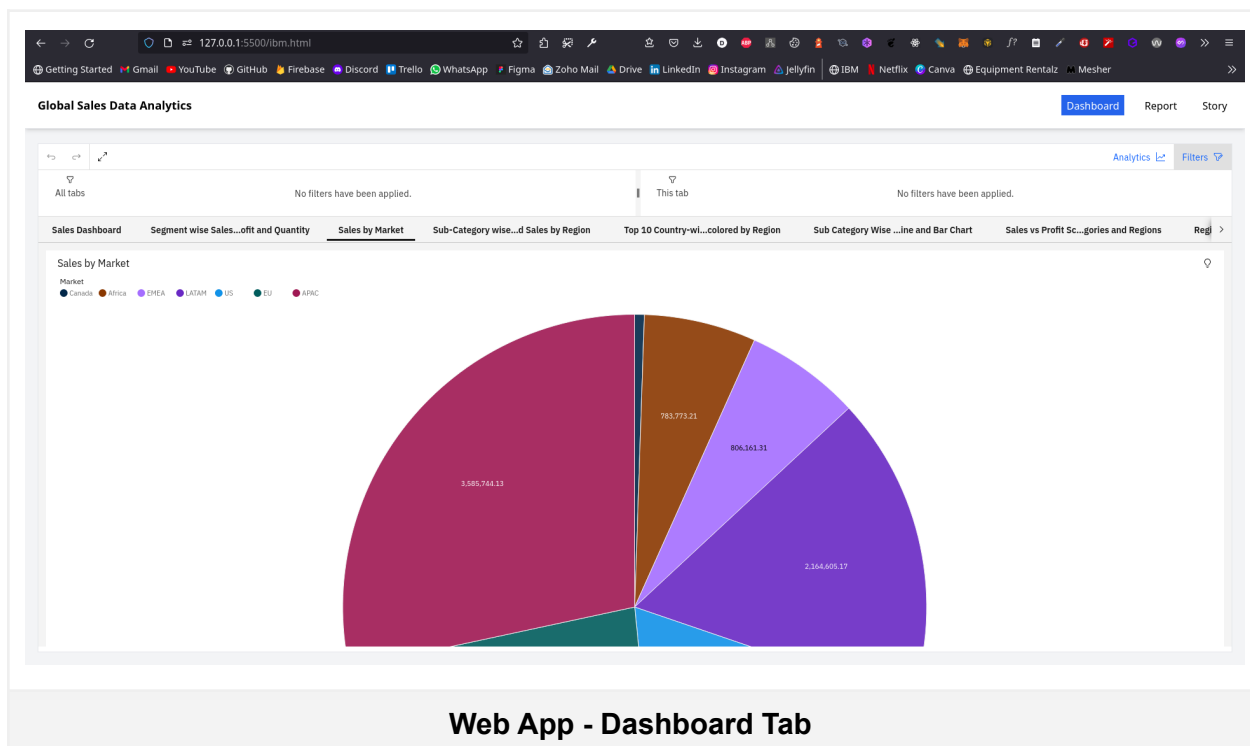 127.0.0.1:5500/ibm.html
Getting Started Gmail YouTube GitHub Firebase Discord Trello WhatsApp Figma Zoho Mail Drive LinkedIn Instagram Jellyfin IBM Netflix Canva Equipment Rentalz Mesher
Global Sales Data Analytics Dashboard Report Story
Analytics Filters
All tabs No filters have been applied. This tab No filters have been applied.
Sales Dashboard Segment wise Sales...ofit and Quantity Sales by Market Sub-Category wise...d Sales by Region Top 10 Country-wi...colored by Region Sub Category Wise ...ine and Bar Chart Sales vs Profit Sc...gories and Regions Regi
Sales by Market
Market
Canada Africa EMEA LATAM US EU APAC
783,773.21
806,161.31
3,585,744.13
2,164,605.17
Web App - Dashboard Tab